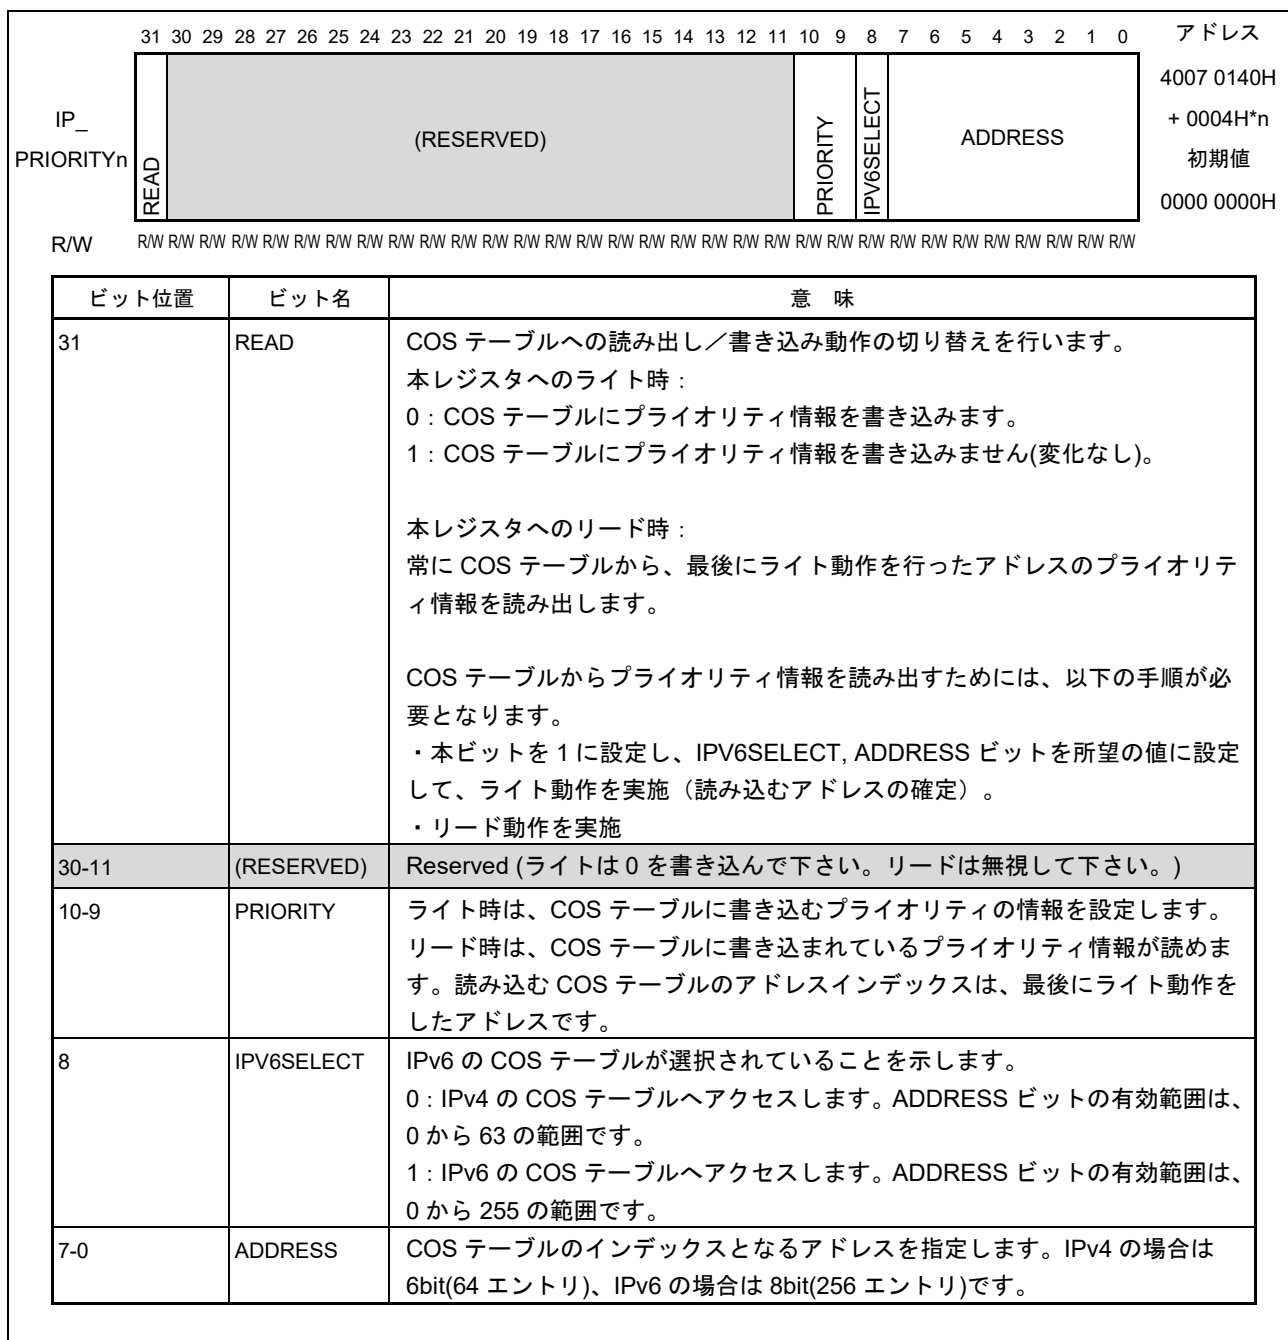 31 30 29 28 27 26 25 24 23 22 21 20 19 18 17 16 15 14 13 12 11 10 9 8 7 6 5 4 3 2 1 0 アドレス
IP_
PRIORITYn
READ
(RESERVED)
PRIORITY
IPV6SELECT
ADDRESS
4007 0140H
+ 0004H*n
初期値
0000 0000H
R/W R/W R/W R/W R/W R/W R/W R/W R/W R/W R/W R/W R/W R/W R/W R/W R/W R/W R/W R/W R/W R/W R/W R/W R/W R/W R/W R/W R/W R/W R/W R/W R/W
ビット位置 ビット名 意 味
31 READ COS テーブルへの読み出し／書き込み動作の切り替えを行います。
本レジスタへのライト時：
0：COS テーブルにプライオリティ情報を書き込みます。
1：COS テーブルにプライオリティ情報を書き込みません(変化なし)。
本レジスタへのリード時：
常に COS テーブルから、最後にライト動作を行ったアドレスのプライオリテ
ィ情報を読み出します。
COS テーブルからプライオリティ情報を読み出すためには、以下の手順が必
要となります。
・本ビットを 1 に設定し、IPV6SELECT, ADDRESS ビットを所望の値に設定
して、ライト動作を実施（読み込むアドレスの確定）。
・リード動作を実施
30-11 (RESERVED) Reserved (ライトは 0 を書き込んで下さい。リードは無視して下さい。)
10-9 PRIORITY ライト時は、COS テーブルに書き込むプライオリティの情報を設定します。
リード時は、COS テーブルに書き込まれているプライオリティ情報が読めま
す。読み込む COS テーブルのアドレスインデックスは、最後にライト動作を
したアドレスです。
8 IPV6SELECT IPv6 の COS テーブルが選択されていることを示します。
0：IPv4 の COS テーブルへアクセスします。ADDRESS ビットの有効範囲は、
0 から 63 の範囲です。
1：IPv6 の COS テーブルへアクセスします。ADDRESS ビットの有効範囲は、
0 から 255 の範囲です。
7-0 ADDRESS COS テーブルのインデックスとなるアドレスを指定します。IPv4 の場合は
6bit(64 エントリ)、IPv6 の場合は 8bit(256 エントリ)です。